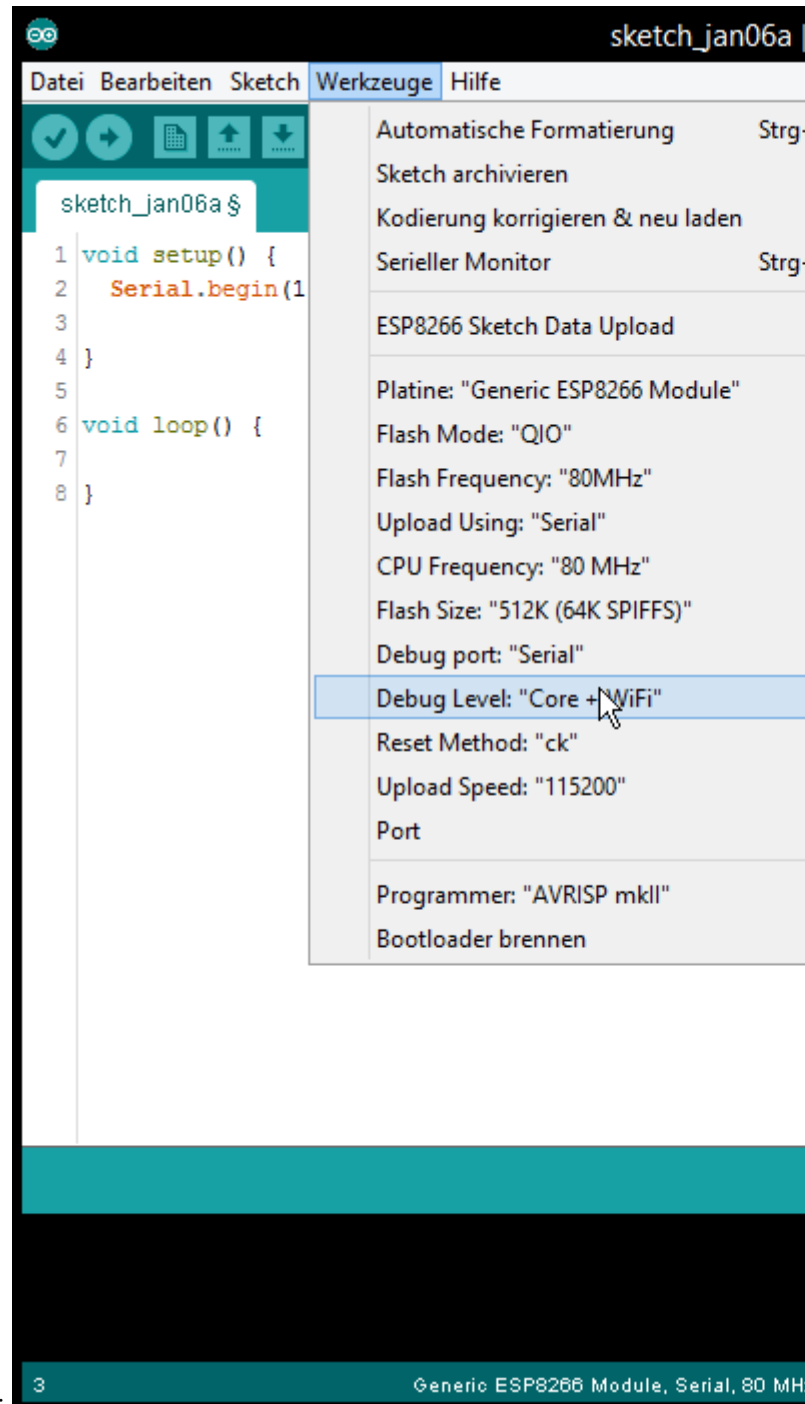 sketch_jan06a
Datei Bearbeiten Sketch Werkzeuge Hilfe
sketch_jan06a §
1 void setup() {
2 Serial.begin(1
3
4 }
5
6 void loop() {
7
8 }
Automatische Formatierung Strg-
Sketch archivieren
Kodierung korrigieren & neu laden
Serieller Monitor Strg-
ESP8266 Sketch Data Upload
Platine: "Generic ESP8266 Module"
Flash Mode: "QIO"
Flash Frequency: "80MHz"
Upload Using: "Serial"
CPU Frequency: "80 MHz"
Flash Size: "512K (64K SPIFFS)"
Debug port: "Serial"
Debug Level: "Core + WiFi"
Reset Method: "ck"
Upload Speed: "115200"
Port
Programmer: "AVRISP mkII"
Bootloader brennen
3 Generic ESP8266 Module, Serial, 80 MH